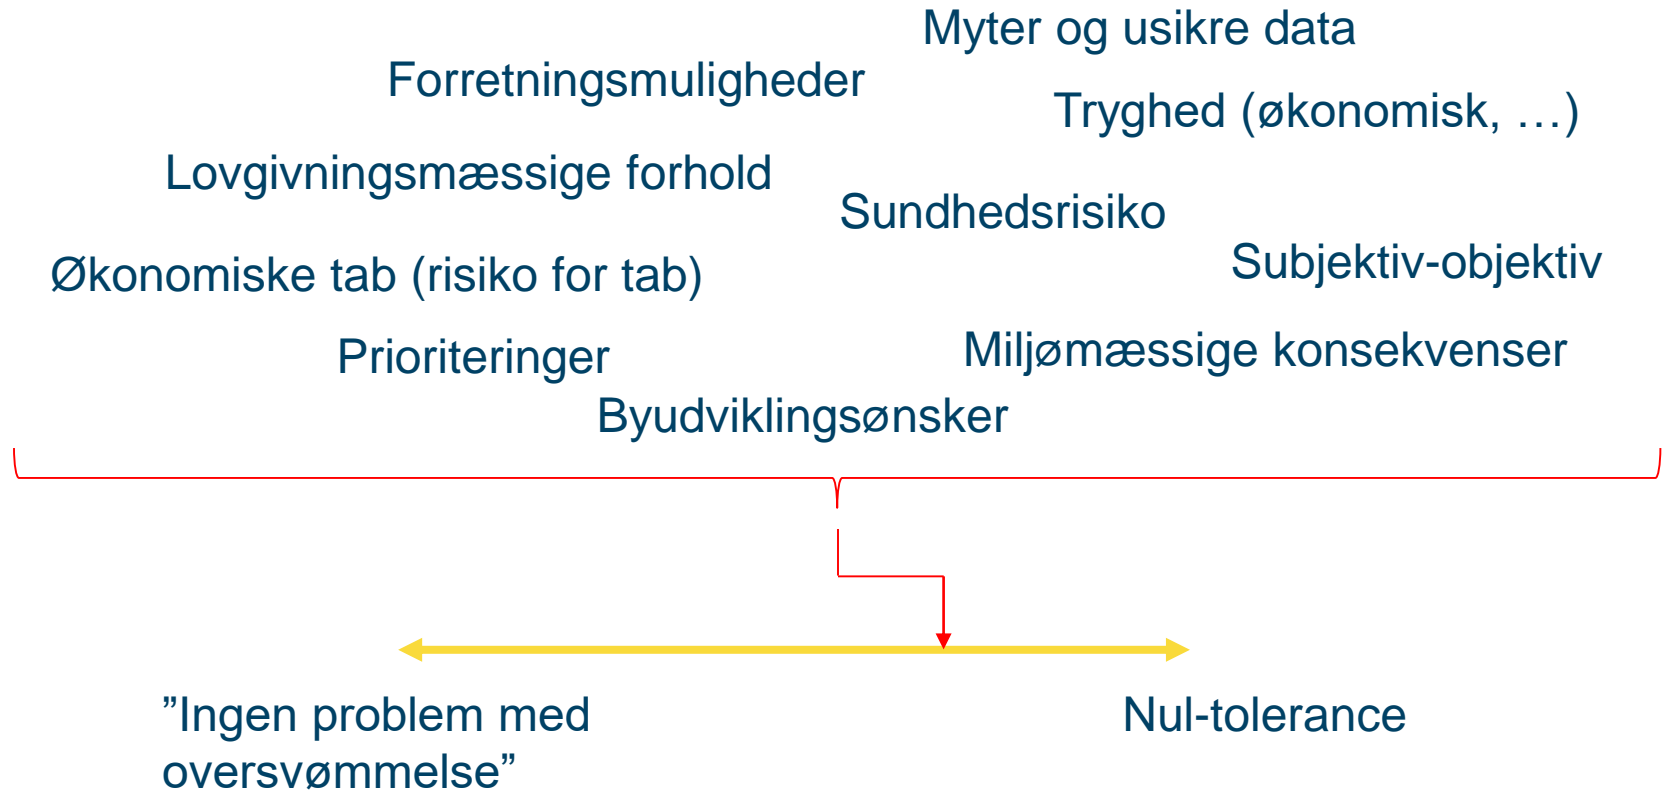 Myter og usikre data
Forretningsmuligheder
Tryghed (økonomisk, …)
Lovgivningsmæssige forhold
Sundhedsrisiko
Subjektiv-objektiv
Økonomiske tab (risiko for tab)
Miljømæssige konsekvenser
Prioriteringer
Byudviklingsønsker
”Ingen problem med
oversvømmelse”
Nul-tolerance